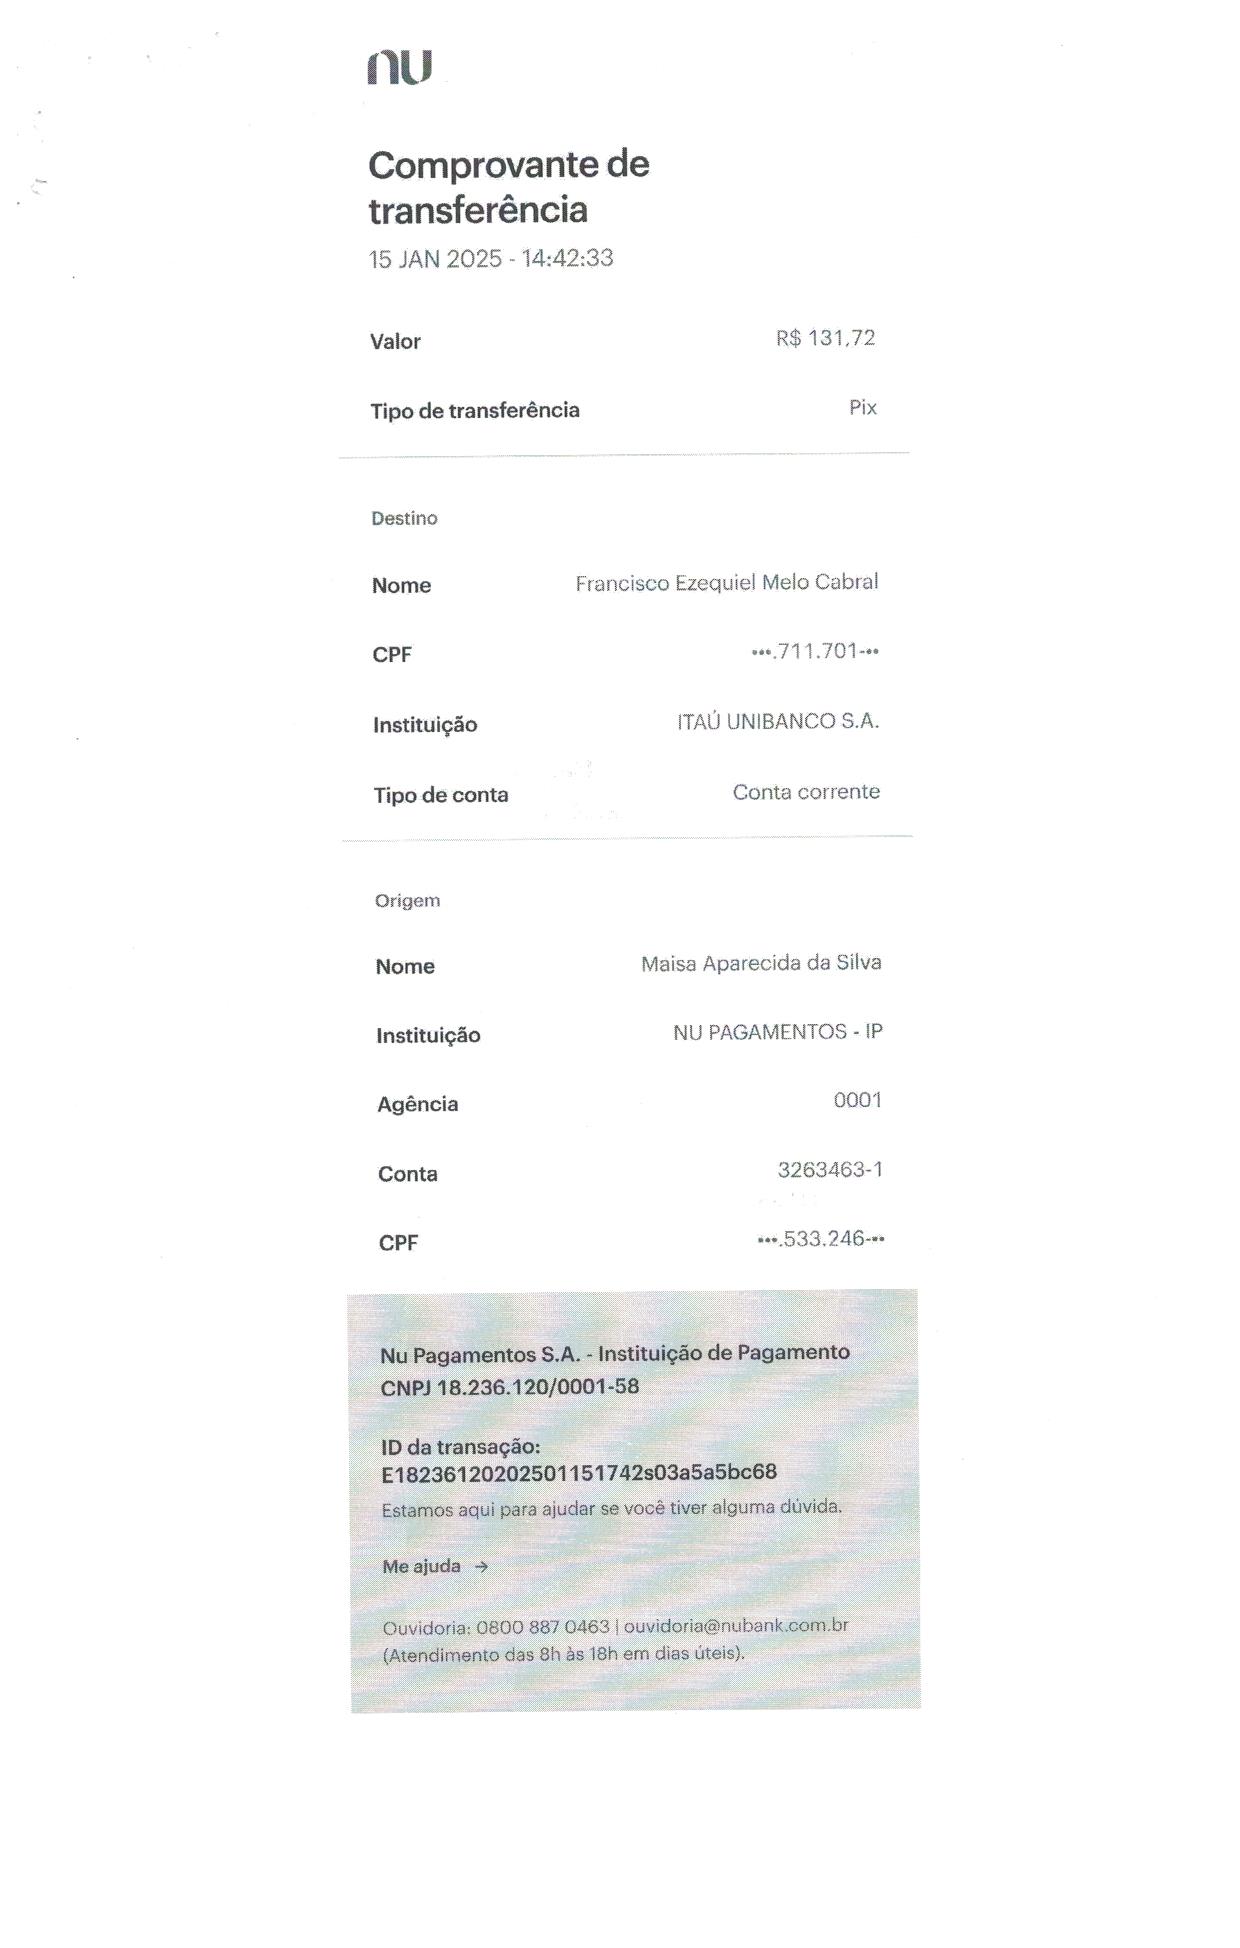 nu
Comprovante de
transferência
15 JAN 2025 - 14:42:33
Valor R$ 131,72
Tipo de transferência Pix
Destino
Nome Francisco Ezequiel Melo Cabral
CPF •••.711.701-••
Instituição ITAÚ UNIBANCO S.A.
Tipo de conta Conta corrente
Origem
Nome Maisa Aparecida da Silva
Instituição NU PAGAMENTOS - IP
Agência 0001
Conta 3263463-1
CPF •••.533.246-••
Nu Pagamentos S.A. - Instituição de Pagamento
CNPJ 18.236.120/0001-58
ID da transação:
E18236120202501151742s03a5a5bc68
Estamos aqui para ajudar se você tiver alguma dúvida.
Me ajuda →
Ouvidoria: 0800 887 0463 | ouvidoria@nubank.com.br
(Atendimento das 8h às 18h em dias úteis).